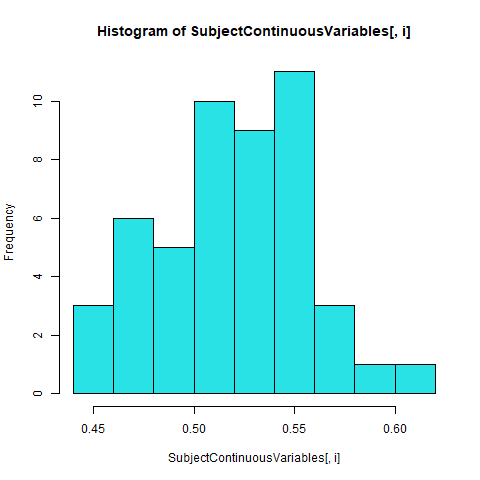 Histogram of SubjectContinuousVariables[, i]
Frequency
10
8
6
4
2
0
0.45 0.50 0.55 0.60
SubjectContinuousVariables[, i]